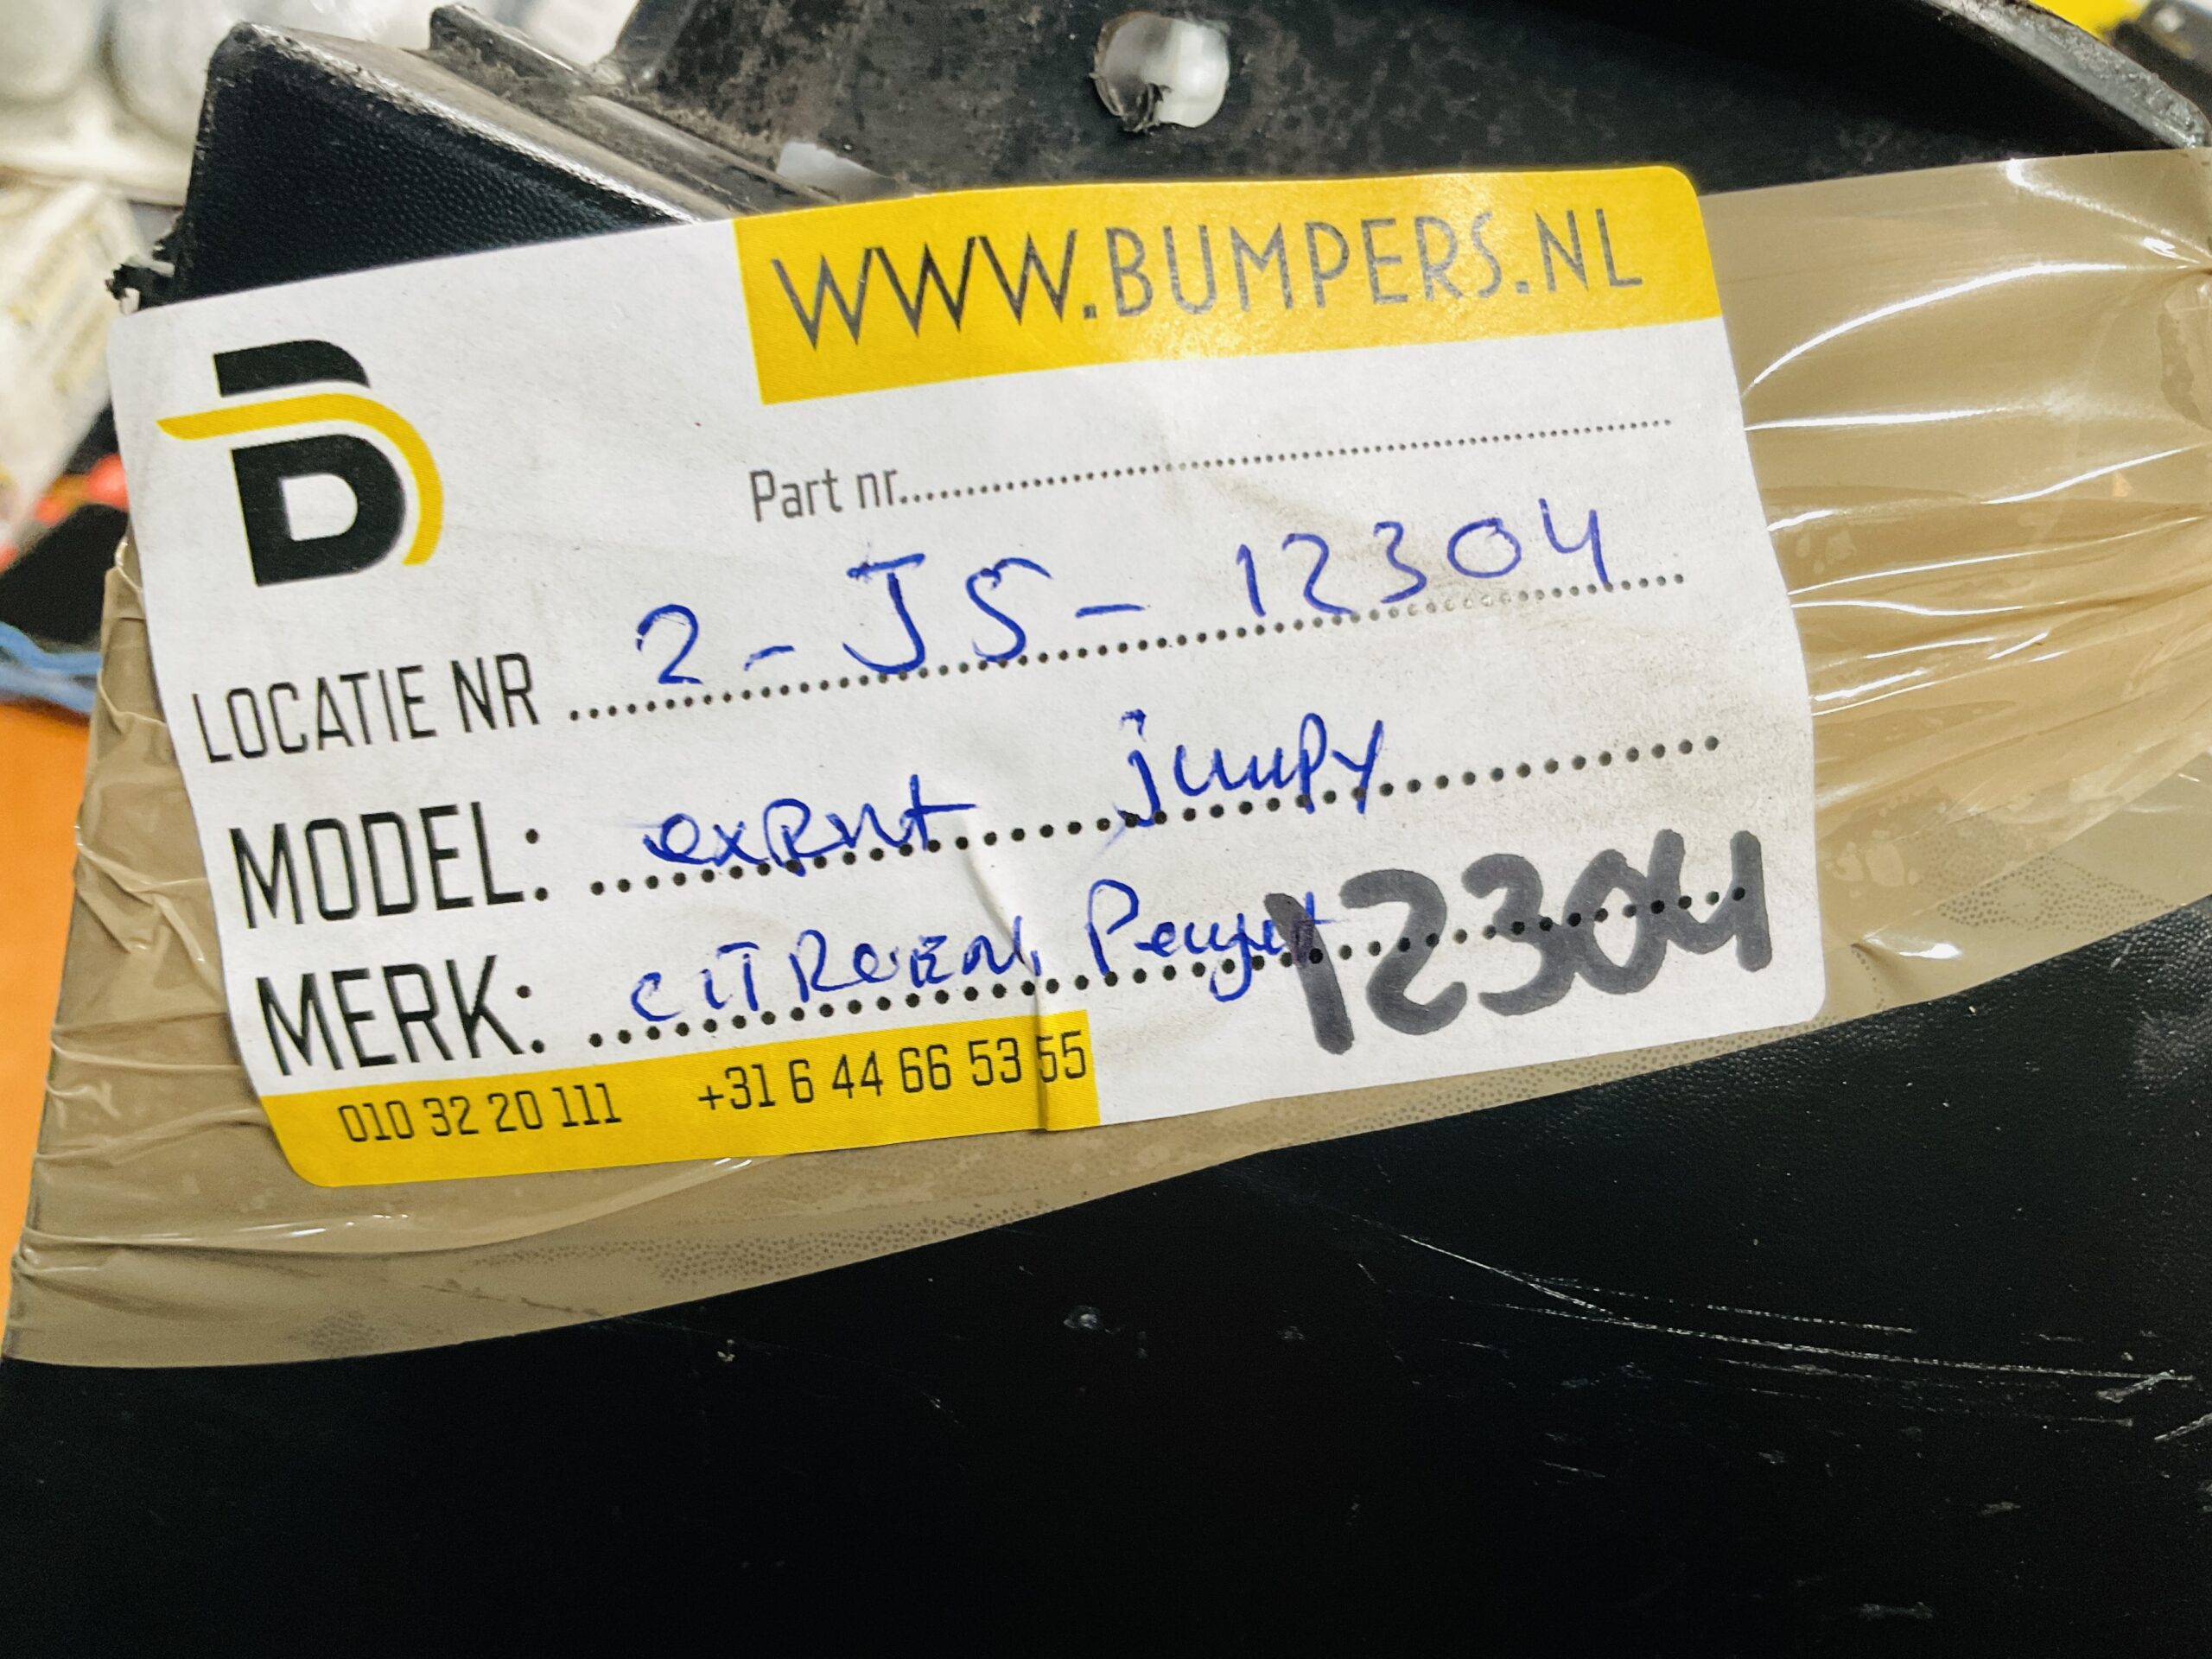 WWW.BUMPERS.NL
B
Part nr..........
LOCATIE NR 2-JS-12304
MODEL: exprt jumpy
MERK: CITROEN Peugeot
12304
010 32 20 111 +31 6 44 66 53 55